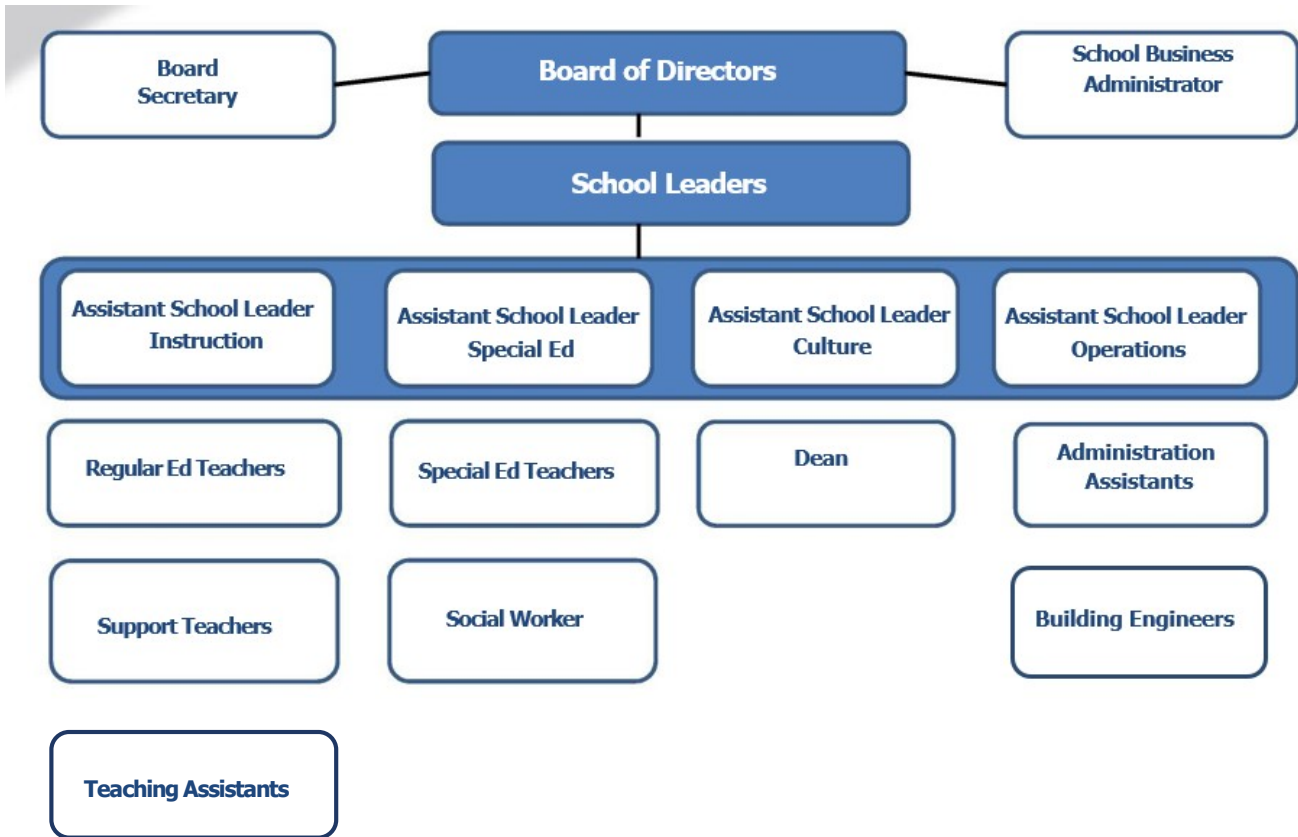 Board
Secretary
Board of Directors
School Business
Administrator
School Leaders
Assistant School Leader
Instruction
Assistant School Leader
Special Ed
Assistant School Leader
Culture
Assistant School Leader
Operations
Regular Ed Teachers
Special Ed Teachers
Dean
Administration
Assistants
Support Teachers
Social Worker
Building Engineers
Teaching Assistants